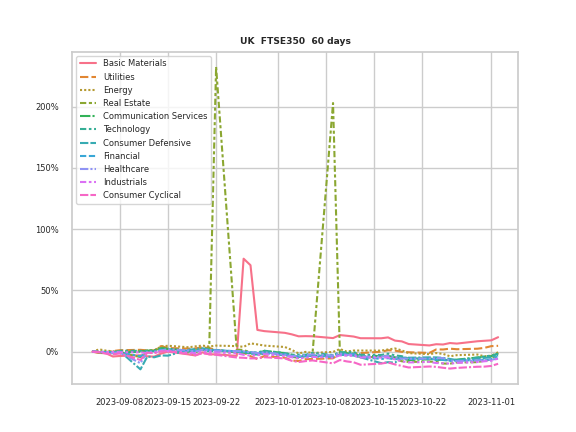 UK FTSE350 60 days
Basic Materials
Utilities
Energy
Real Estate
Communication Services
Technology
Consumer Defensive
Financial
Healthcare
Industrials
Consumer Cyclical
200%
150%
100%
50%
0%
2023-09-08 2023-09-15 2023-09-22 2023-10-01 2023-10-08 2023-10-15 2023-10-22 2023-11-01